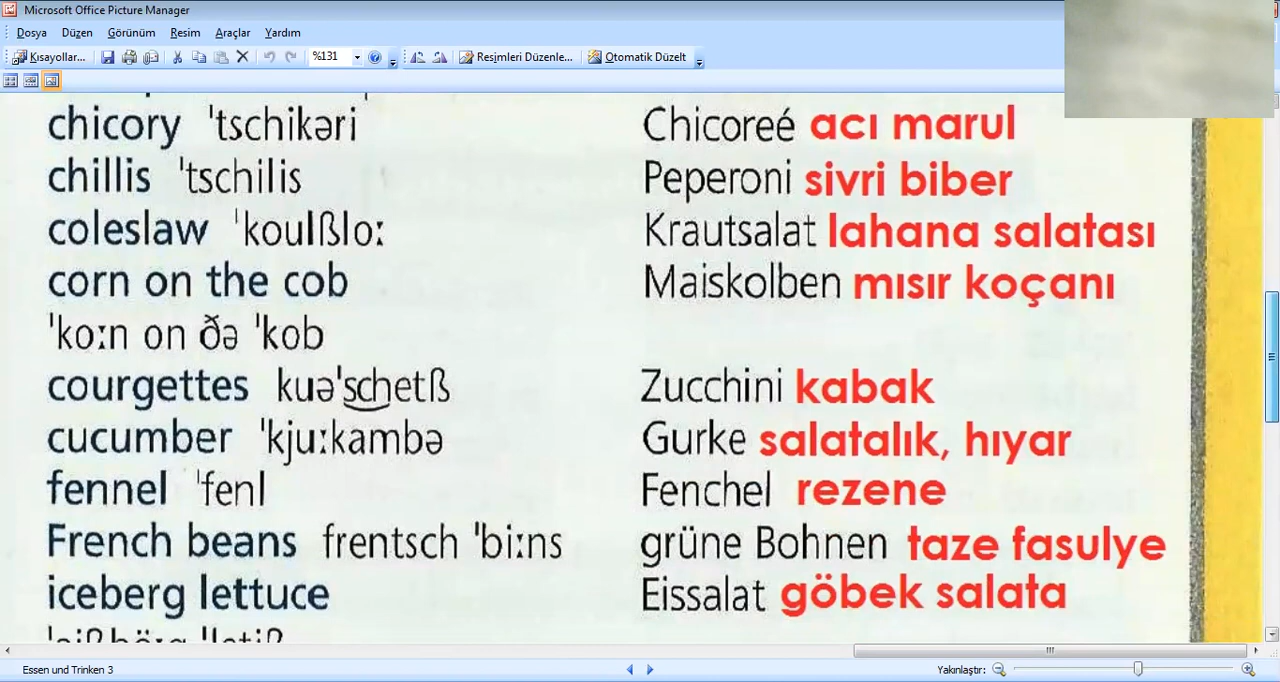 Microsoft Office Picture Manager
Dosya Düzen Görünüm Resim Araçlar Yardım
Kısayollar... %131 Resimleri Düzenle... Otomatik Düzelt
chicory ˈtschikəri Chicoreé acı marul
chillis ˈtschilis Peperoni sivri biber
coleslaw ˈkoulßloː Krautsalat lahana salatası
corn on the cob Maiskolben mısır koçanı
ˈkoːn on ðə ˈkob
courgettes kuəˈschetß Zucchini kabak
cucumber ˈkjuːkambə Gurke salatalık, hıyar
fennel ˈfenl Fenchel rezene
French beans frentsch ˈbiːns grüne Bohnen taze fasulye
iceberg lettuce Eissalat göbek salata
Essen und Trinken 3 Yakınlaştır: